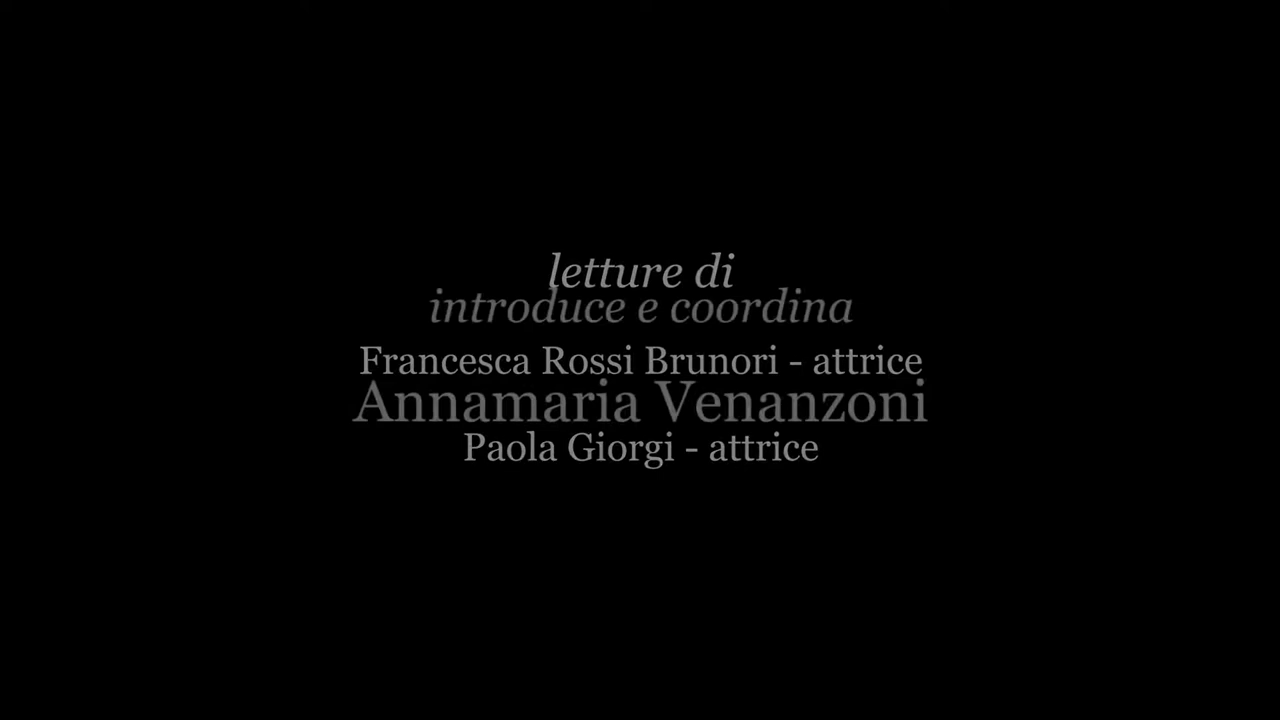 letture di
introduce e coordina
Francesca Rossi Brunori - attrice
Annamaria Venanzoni
Paola Giorgi - attrice